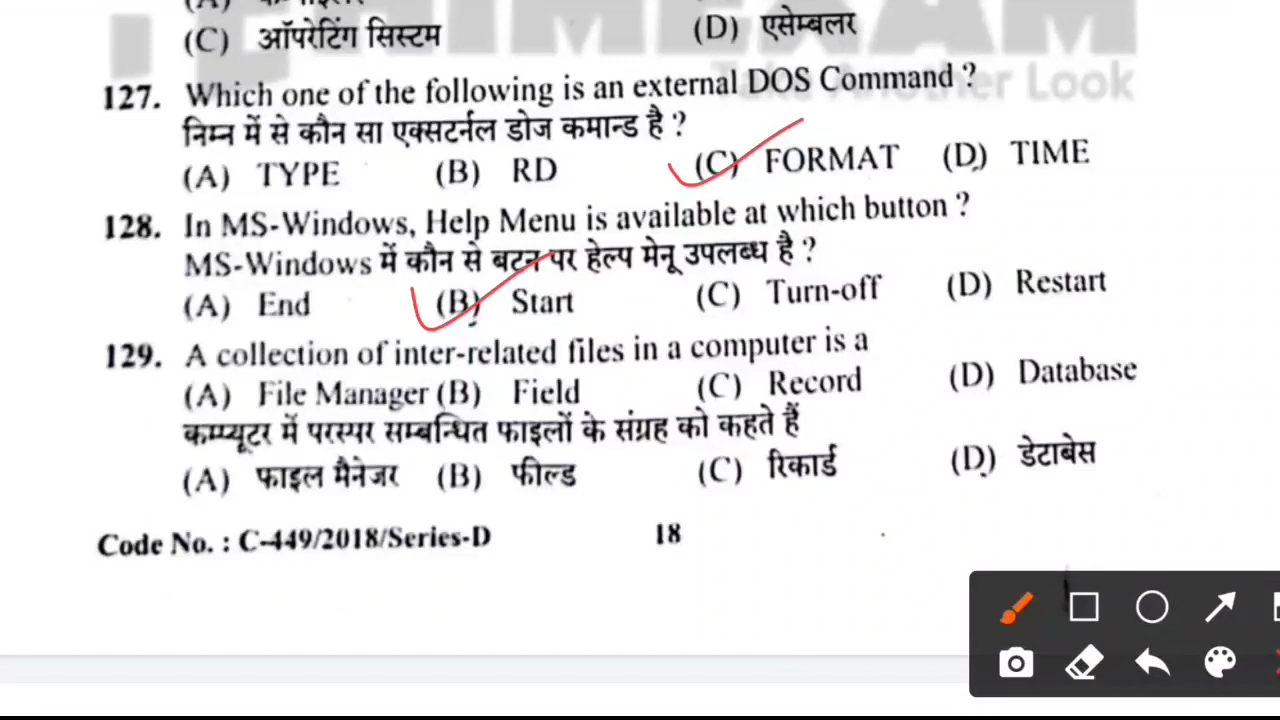 (C) ऑपरेटिंग सिस्टम (D) एसेम्बलर
Take Another Look
127. Which one of the following is an external DOS Command ?
निम्न में से कौन सा एक्सटर्नल डोज कमान्ड है ?
(A) TYPE (B) RD (C) FORMAT (D) TIME
128. In MS-Windows, Help Menu is available at which button ?
MS-Windows में कौन से बटन पर हेल्प मेनू उपलब्ध है ?
(A) End (B) Start (C) Turn-off (D) Restart
129. A collection of inter-related files in a computer is a
(A) File Manager (B) Field (C) Record (D) Database
कम्प्यूटर में परस्पर सम्बन्धित फाइलों के संग्रह को कहते हैं
(A) फाइल मैनेजर (B) फील्ड (C) रिकार्ड (D) डेटाबेस
Code No. : C-449/2018/Series-D 18